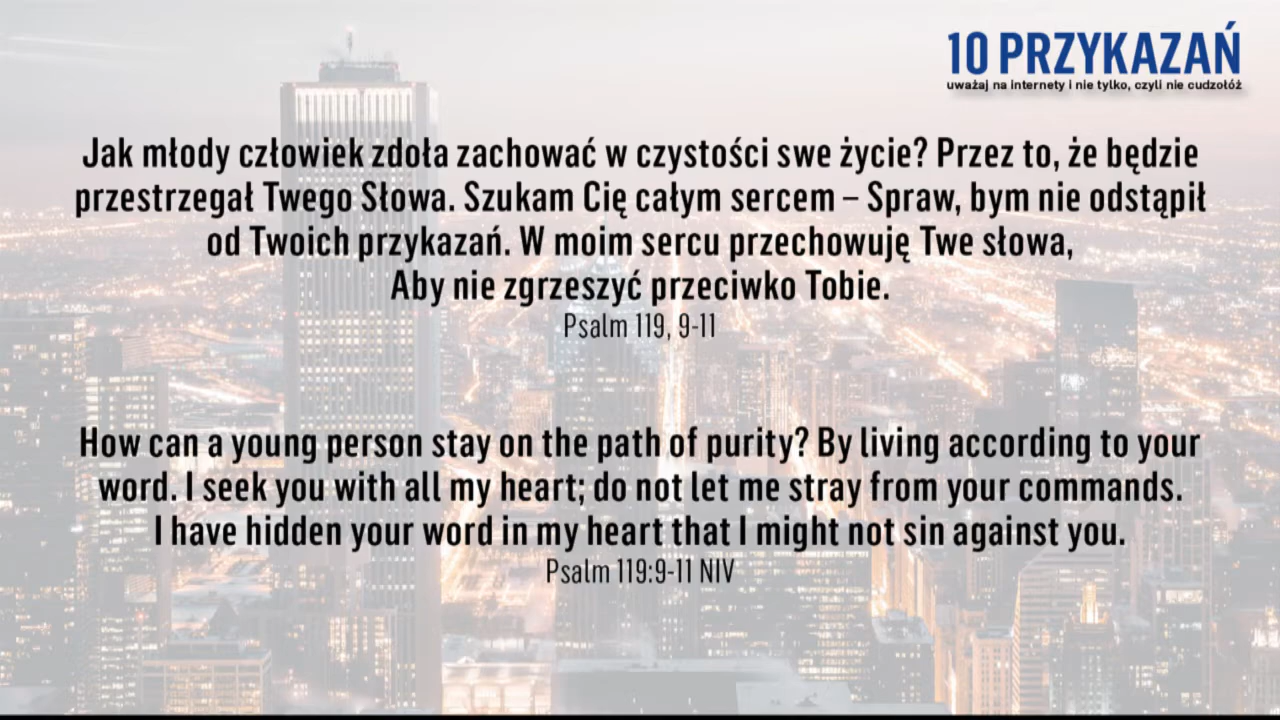 10 PRZYKAZAŃ
uważaj na internety i nie tylko, czyli nie cudzołóż
Jak młody człowiek zdoła zachować w czystości swe życie? Przez to, że będzie
przestrzegał Twego Słowa. Szukam Cię całym sercem – Spraw, bym nie odstąpił
od Twoich przykazań. W moim sercu przechowuję Twe słowa,
Aby nie zgrzeszyć przeciwko Tobie.
Psalm 119, 9-11
How can a young person stay on the path of purity? By living according to your
word. I seek you with all my heart; do not let me stray from your commands.
I have hidden your word in my heart that I might not sin against you.
Psalm 119:9-11 NIV